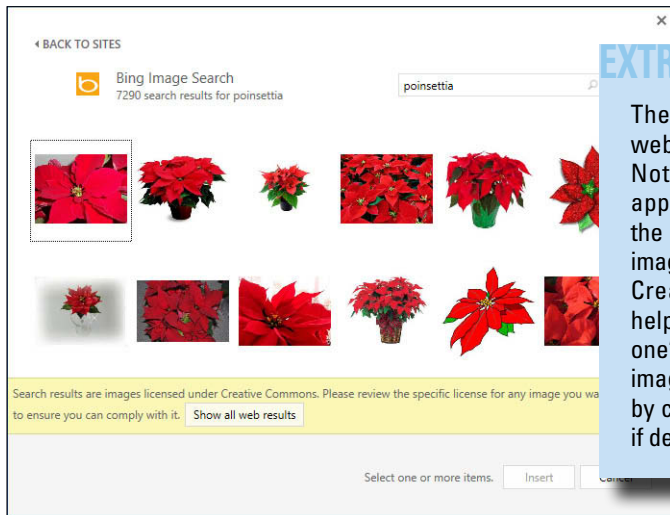 ×
BACK TO SITES
Bing Image Search
7290 search results for poinsettia
poinsettia
Search results are images licensed under Creative Commons. Please review the specific license for any image you wa
to ensure you can comply with it. Show all web results
Select one or more items. Insert Cancel
EXTR
The
web
Not
app
the
imag
Crea
help
one'
imag
by c
if de